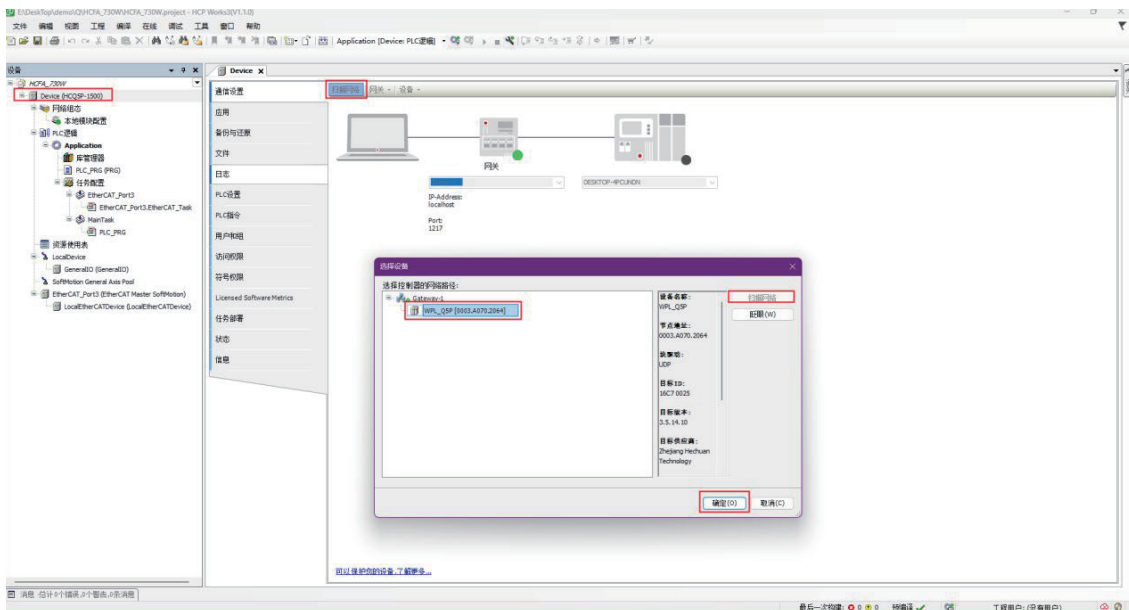 E:\DeskTop\demo\Q\HCFA_730W\HCFA_730W.project - HCP Works3(V1.1.0)
文件 编辑 视图 工程 编译 在线 调试 工具 窗口 帮助
Application [Device: PLC逻辑]
设备
HCFA_730W
Device (HCQ5P-1500)
网络组态
本地模块配置
PLC逻辑
Application
库管理器
PLC_PRG (PRG)
任务配置
EtherCAT_Port3
EtherCAT_Port3.EtherCAT_Task
MainTask
PLC_PRG
资源使用表
LocalDevice
GeneralIO (GeneralIO)
SoftMotion General Axis Pool
EtherCAT_Port3 (EtherCAT Master SoftMotion)
LocalEtherCATDevice (LocalEtherCATDevice)
Device
通信设置
应用
备份与还原
文件
日志
PLC设置
PLC指令
用户和组
访问权限
符号权限
Licensed Software Metrics
任务部署
状态
信息
扫描网络 网关 设备
网关
IP-Address:
localhost
Port:
1217
DESKTOP-4PCUNDN
选择设备
选择控制器的网络路径:
Gateway-1
WPL_Q5P [0003.A070.2064]
设备名称:
WPL_Q5P
节点地址:
0003.A070.2064
块驱动:
UDP
目标ID:
16C7 0025
目标版本:
3.5.14.10
目标供应商:
Zhejiang Hechuan
Technology
扫描网络
眨眼(W)
确定(O) 取消(C)
可以保护您的设备.了解更多...
消息 -总计0个错误,0个警告,0条消息
最后一次构建: 0 0 预编译 工程用户: (没有用户)